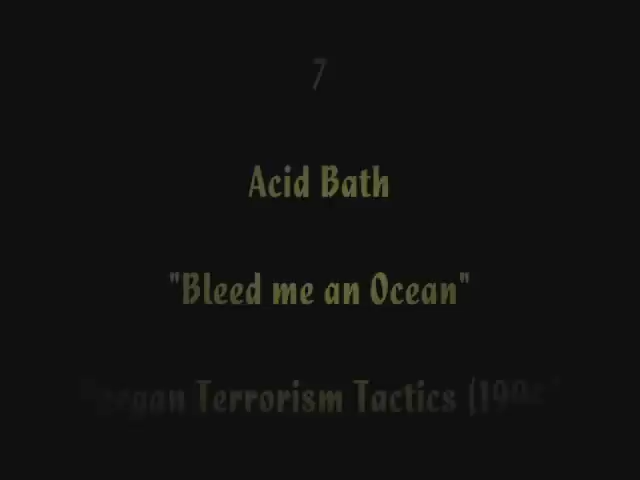 7
Acid Bath
"Bleed me an Ocean"
Terrorism Tactics